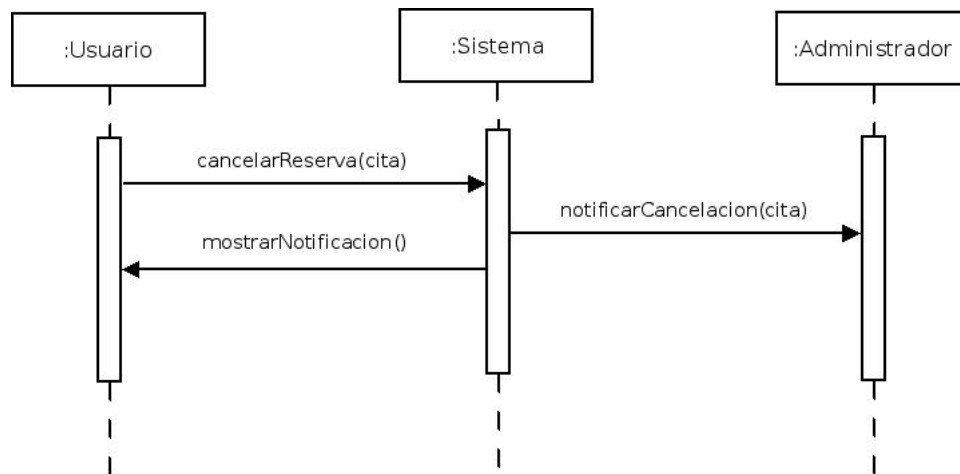 :Usuario
:Sistema
:Administrador
cancelarReserva(cita)
notificarCancelacion(cita)
mostrarNotificacion()